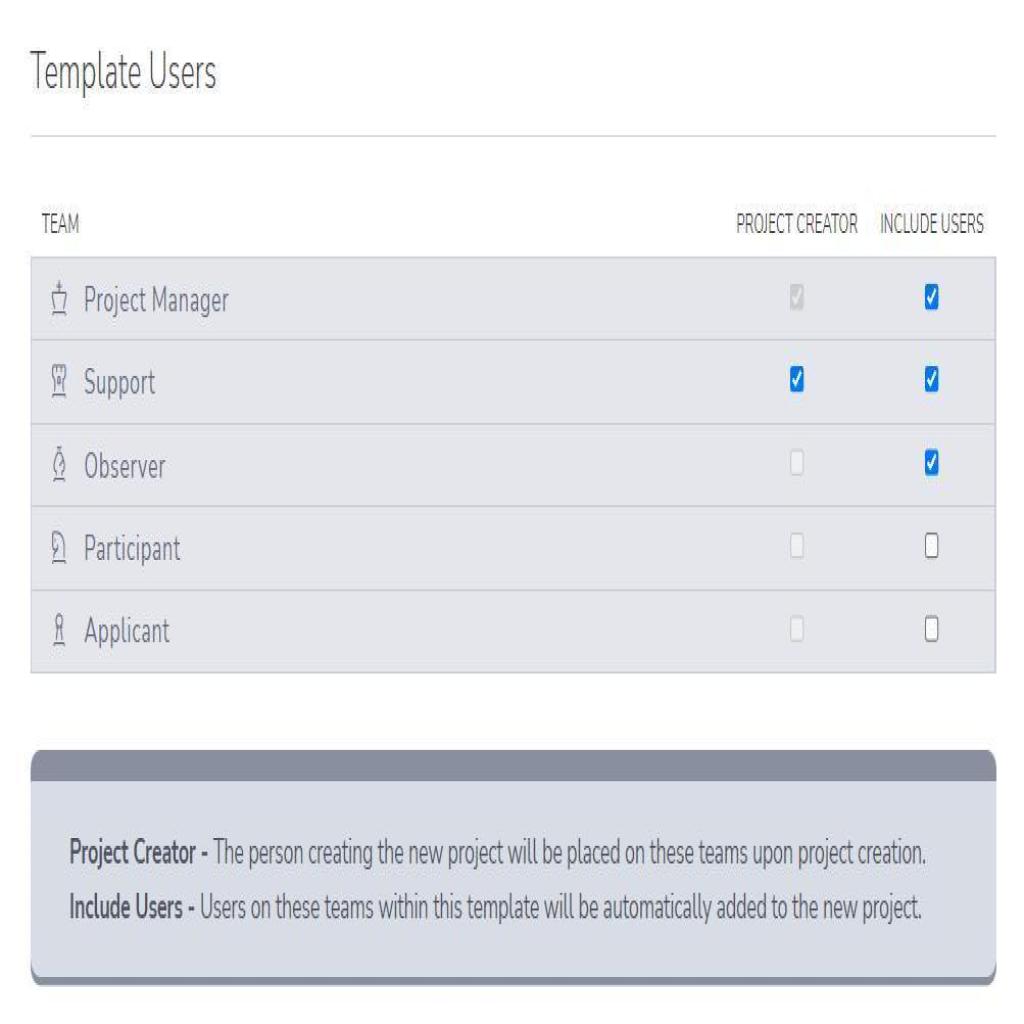 Template Users
TEAM PROJECT CREATOR INCLUDE USERS
Project Manager
Support
Observer
Participant
Applicant
Project Creator - The person creating the new project will be placed on these teams upon project creation.
Include Users - Users on these teams within this template will be automatically added to the new project.